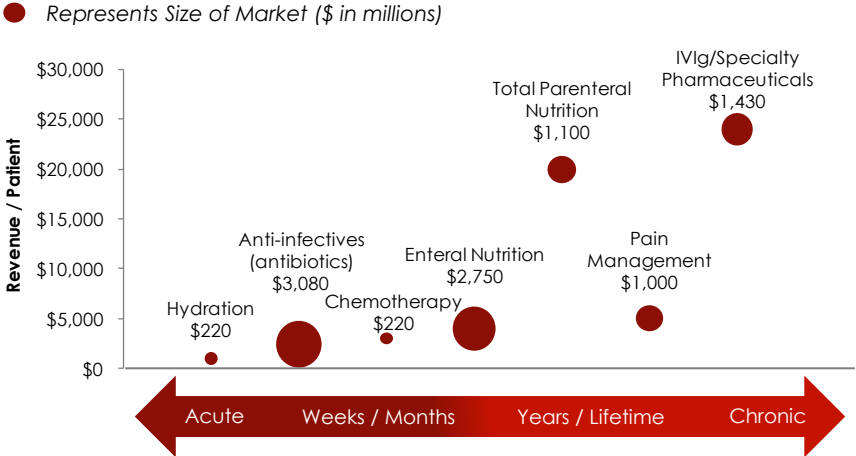 Represents Size of Market ($ in millions)
Revenue / Patient
$30,000
$25,000
$20,000
$15,000
$10,000
$5,000
$0
Hydration
$220
Anti-infectives
(antibiotics)
$3,080
Chemotherapy
$220
Enteral Nutrition
$2,750
Total Parenteral
Nutrition
$1,100
Pain
Management
$1,000
IVIg/Specialty
Pharmaceuticals
$1,430
Acute
Weeks / Months
Years / Lifetime
Chronic